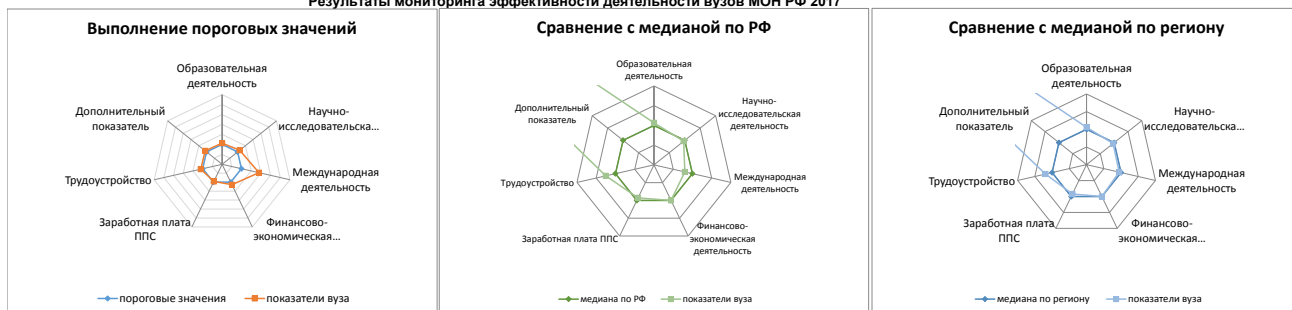 Результаты мониторинга эффективности деятельности вузов МОН РФ 2017
Выполнение пороговых значений
Образовательная
деятельность
Научно-
исследовательска...
Международная
деятельность
Финансово-
экономическая...
Заработная плата
ППС
Трудоустройство
Дополнительный
показатель
пороговые значения
показатели вуза
Сравнение с медианой по РФ
Образовательная
деятельность
Научно-
исследовательская
деятельность
Международная
деятельность
Финансово-
экономическая
деятельность
Заработная плата ППС
Трудоустройство
Дополнительный
показатель
медиана по РФ
показатели вуза
Сравнение с медианой по региону
Образовательная
деятельность
Научно-
исследовательска...
Международная
деятельность
Финансово-
экономическая...
Заработная плата
ППС
Трудоустройство
Дополнительный
показатель
медиана по региону
показатели вуза